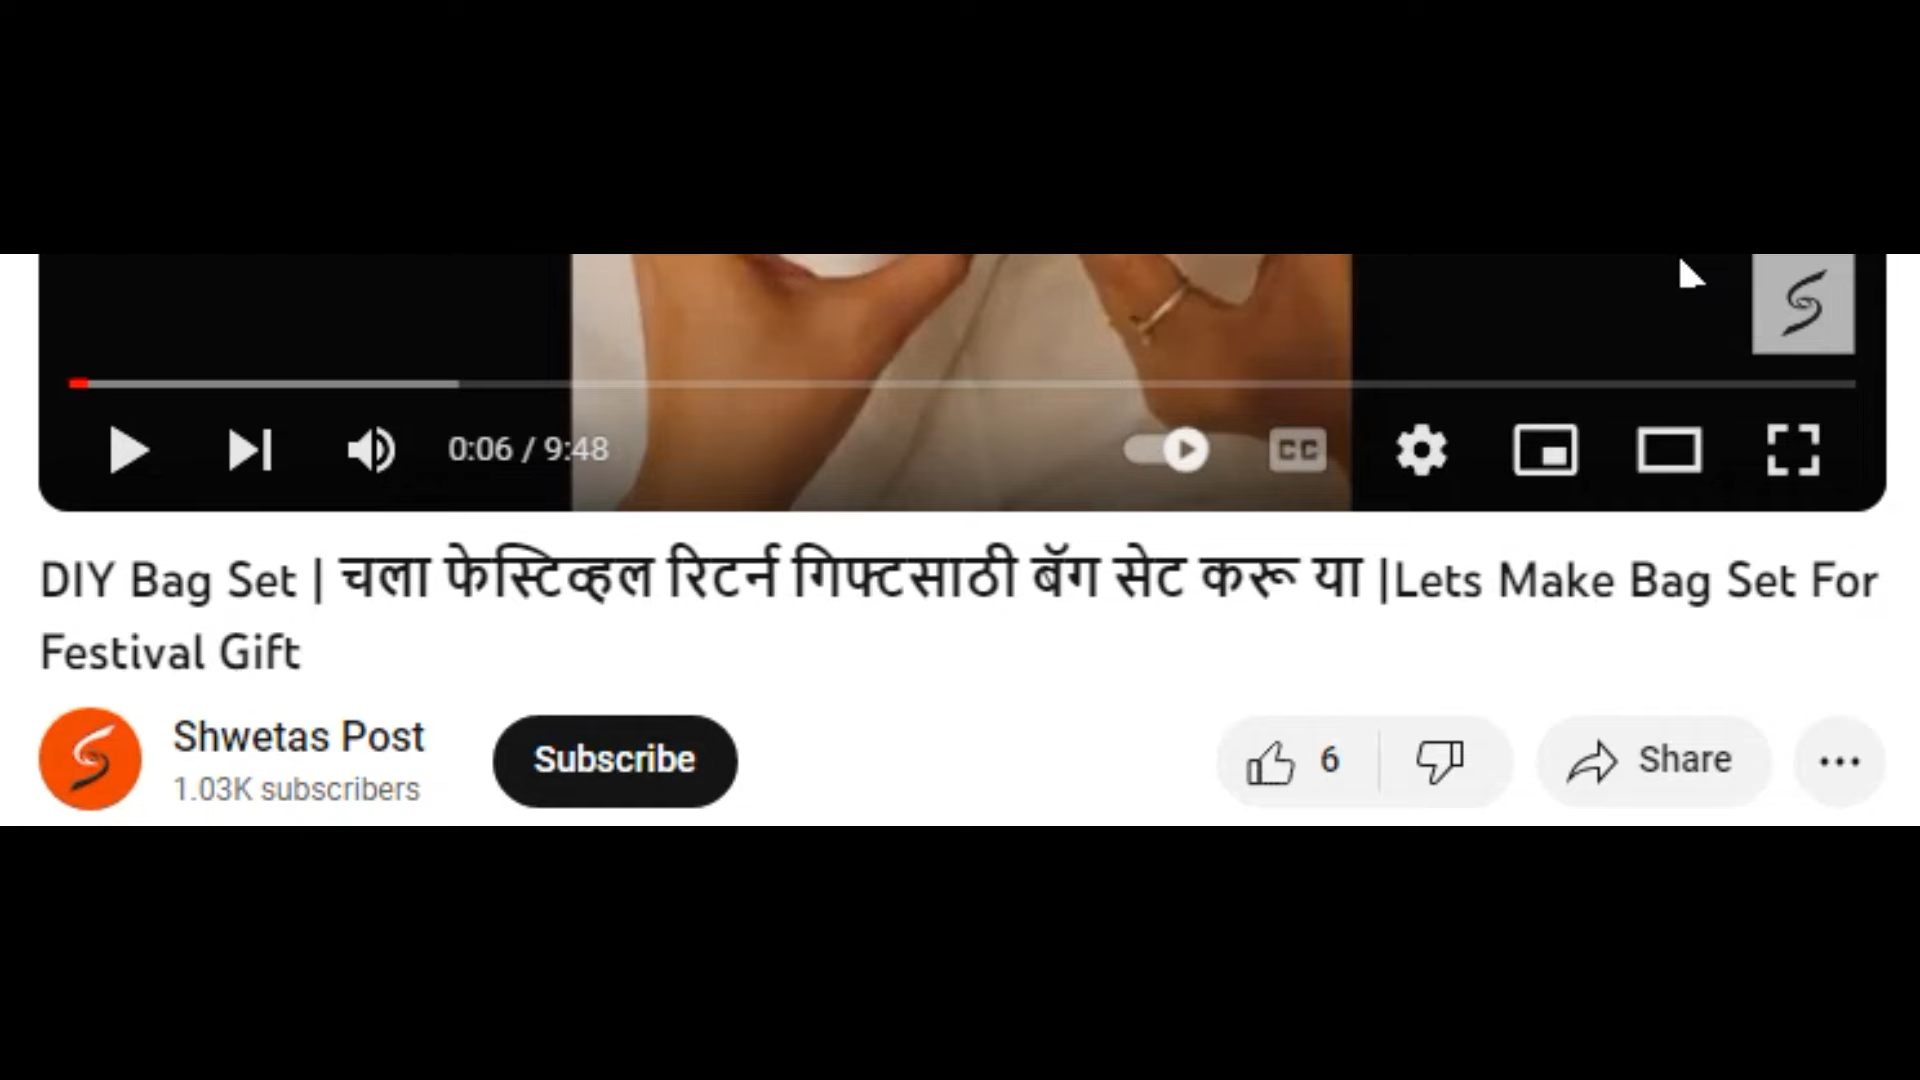 0:06 / 9:48
CC
DIY Bag Set | चला फेस्टिव्हल रिटर्न गिफ्टसाठी बॅग सेट करू या |Lets Make Bag Set For
Festival Gift
Shwetas Post
1.03K subscribers
Subscribe
6
Share